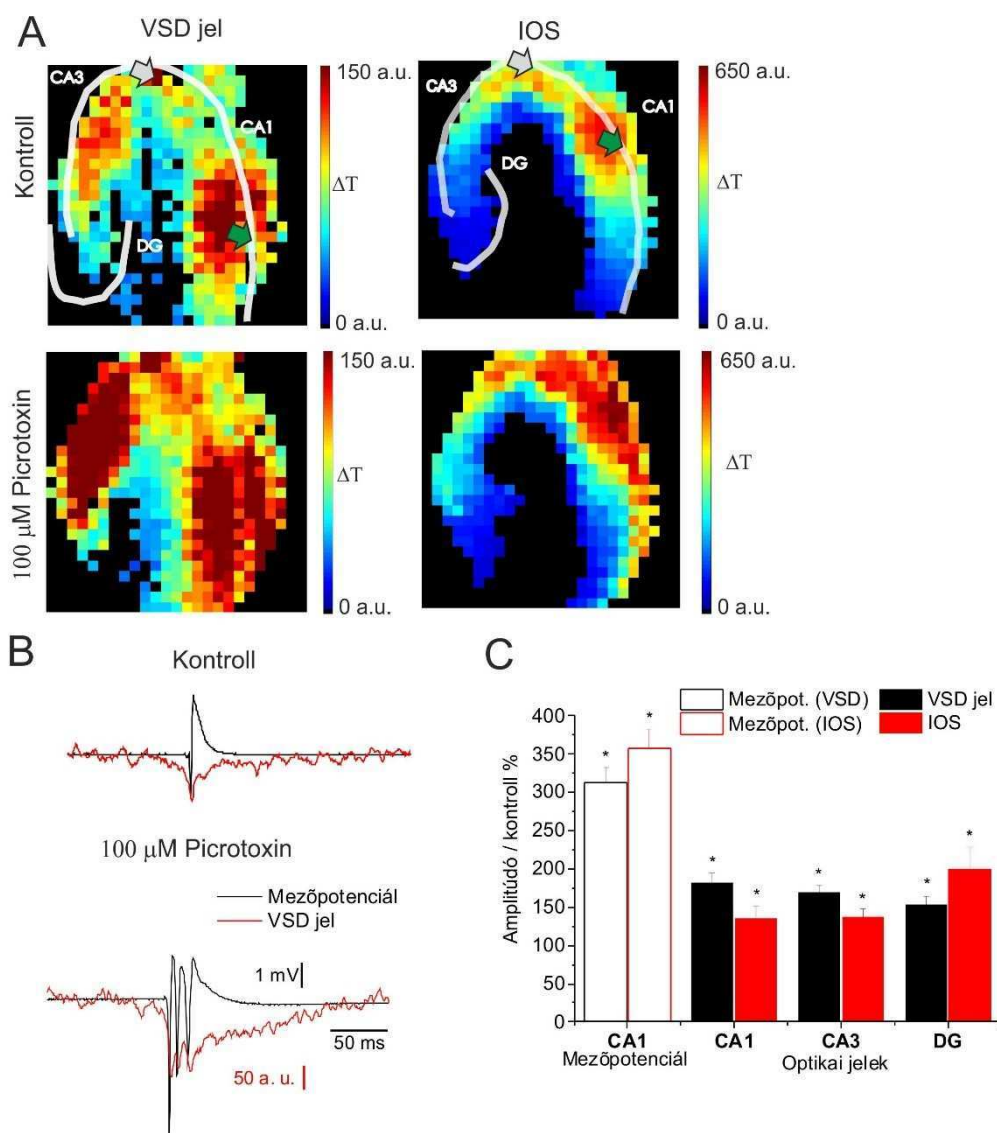 A
VSD jel
IOS
Kontroll
CA3
CA1
DG
150 a.u.
ΔT
0 a.u.
CA3
CA1
DG
650 a.u.
ΔT
0 a.u.
100 µM Picrotoxin
150 a.u.
ΔT
0 a.u.
650 a.u.
ΔT
0 a.u.
B
Kontroll
100 µM Picrotoxin
Mezõpotenciál
VSD jel
1 mV
50 ms
50 a. u.
C
Mezõpot. (VSD)
VSD jel
Mezõpot. (IOS)
IOS
Amplitúdó / kontroll %
400
350
300
250
200
150
100
50
0
* * * * * * * *
CA1
CA1
CA3
DG
Mezõpotenciál
Optikai jelek